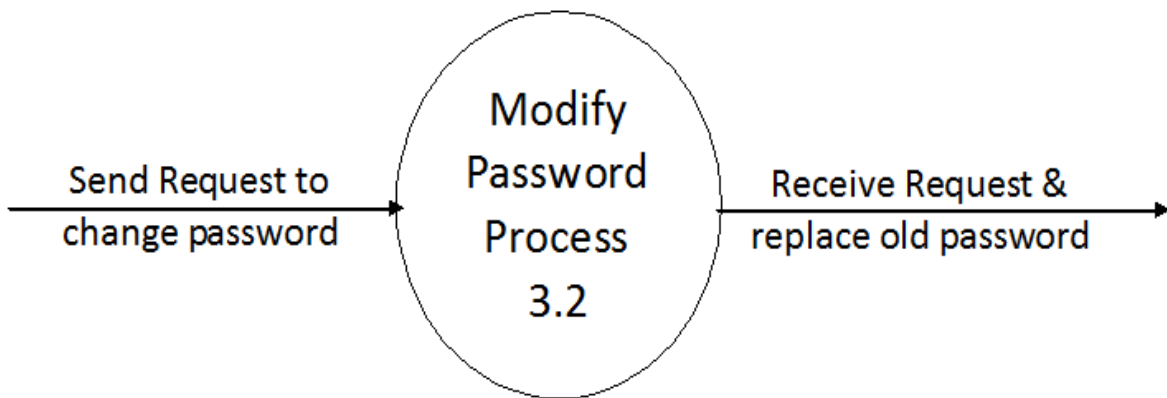 Send Request to
change password
Modify
Password
Process
3.2
Receive Request &
replace old password